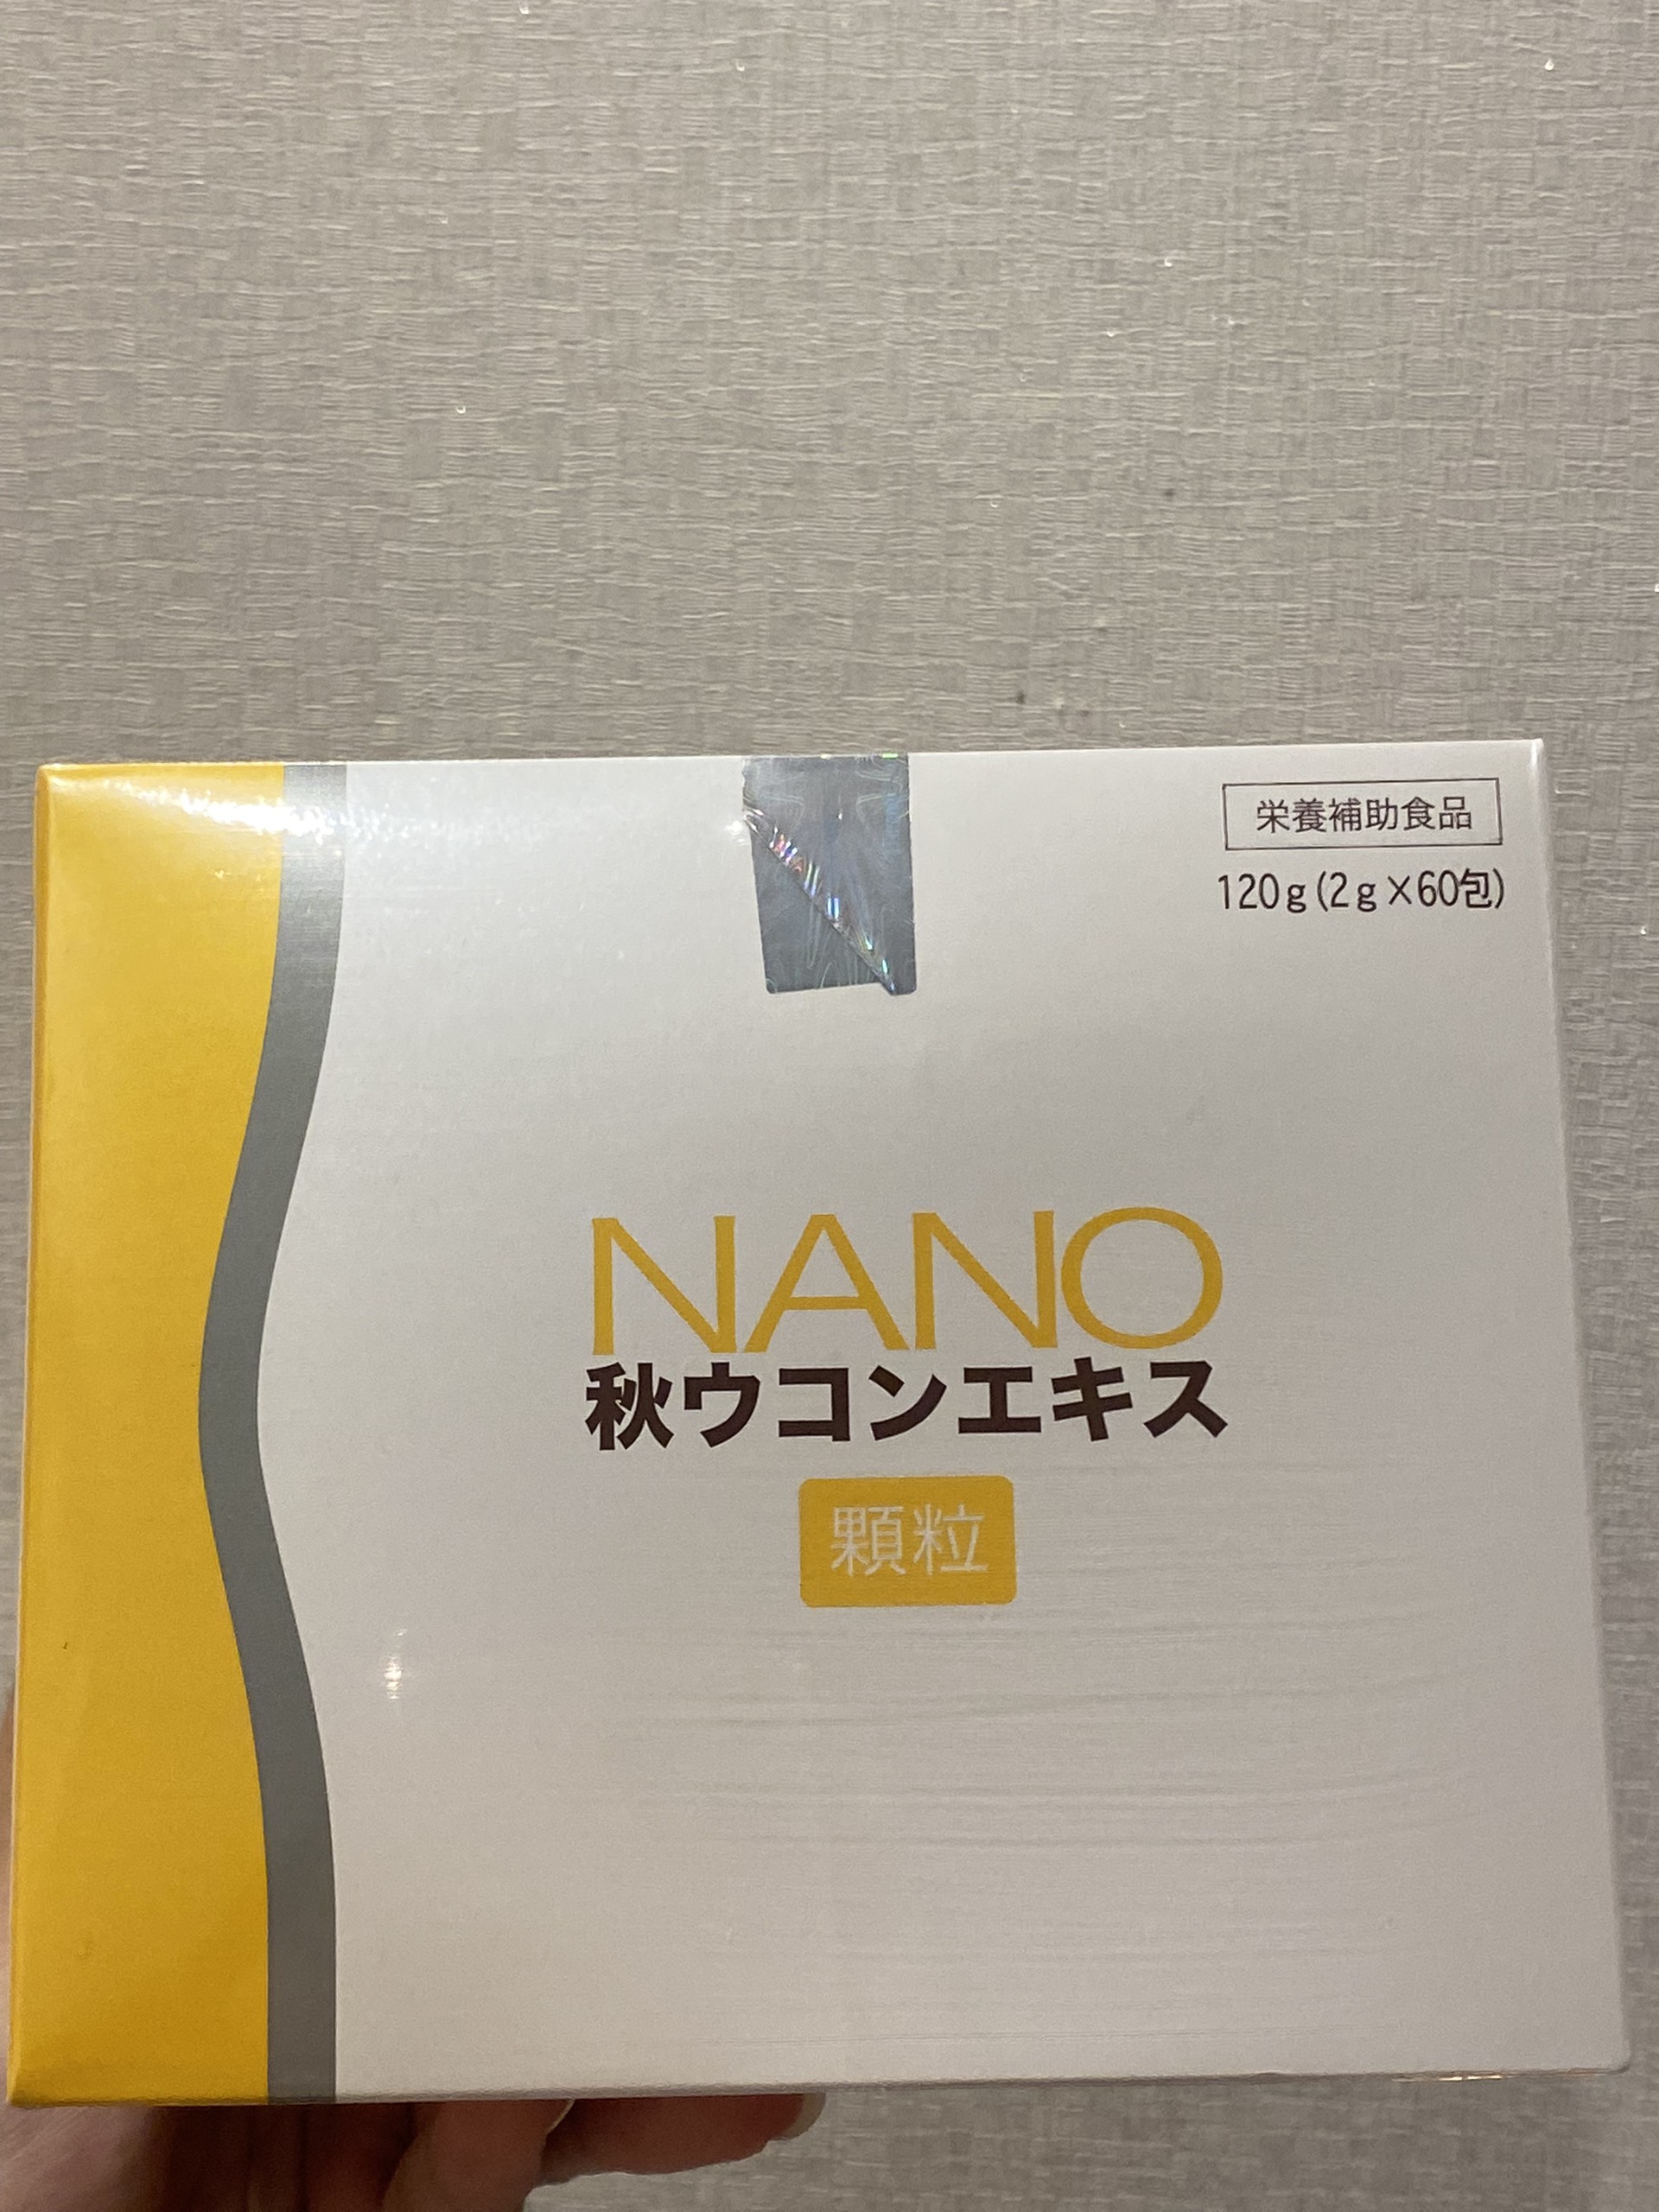 栄養補助食品
120g(2g×60包)
NANO
秋ウコンエキス
顆粒